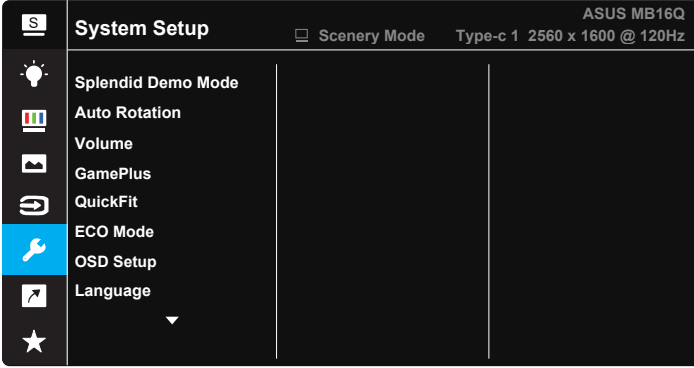 S
System Setup
ASUS MB16Q
Scenery Mode
Type-c 1 2560 x 1600 @ 120Hz
Splendid Demo Mode
Auto Rotation
Volume
GamePlus
QuickFit
ECO Mode
OSD Setup
Language